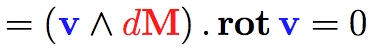 = (v ∧ dM) . rot v = 0